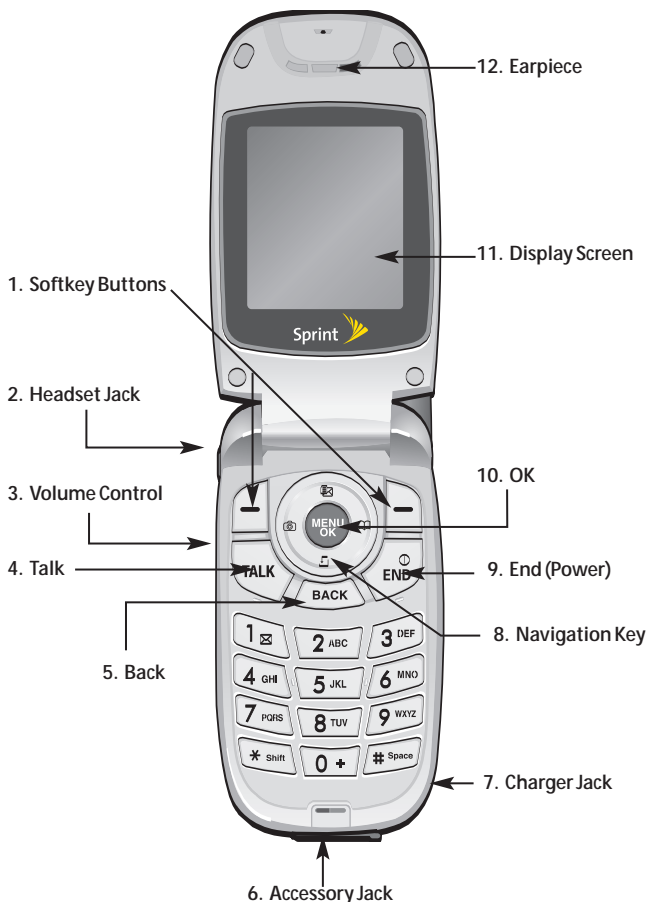 12. Earpiece
11. Display Screen
1. Softkey Buttons
Sprint
2. Headset Jack
10. OK
3. Volume Control
MENU
OK
4. Talk
TALK
END
9. End (Power)
BACK
8. Navigation Key
1
2 ABC
3 DEF
5. Back
4 GHI
5 JKL
6 MNO
7 PQRS
8 TUV
9 WXYZ
* Shift
0 +
# Space
7. Charger Jack
6. Accessory Jack